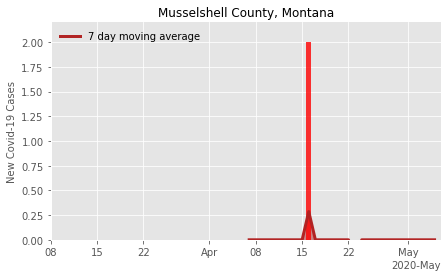 Musselshell County, Montana
7 day moving average
New Covid-19 Cases
2.00
1.75
1.50
1.25
1.00
0.75
0.50
0.25
0.00
08 15 22 Apr 08 15 22 May
2020-May